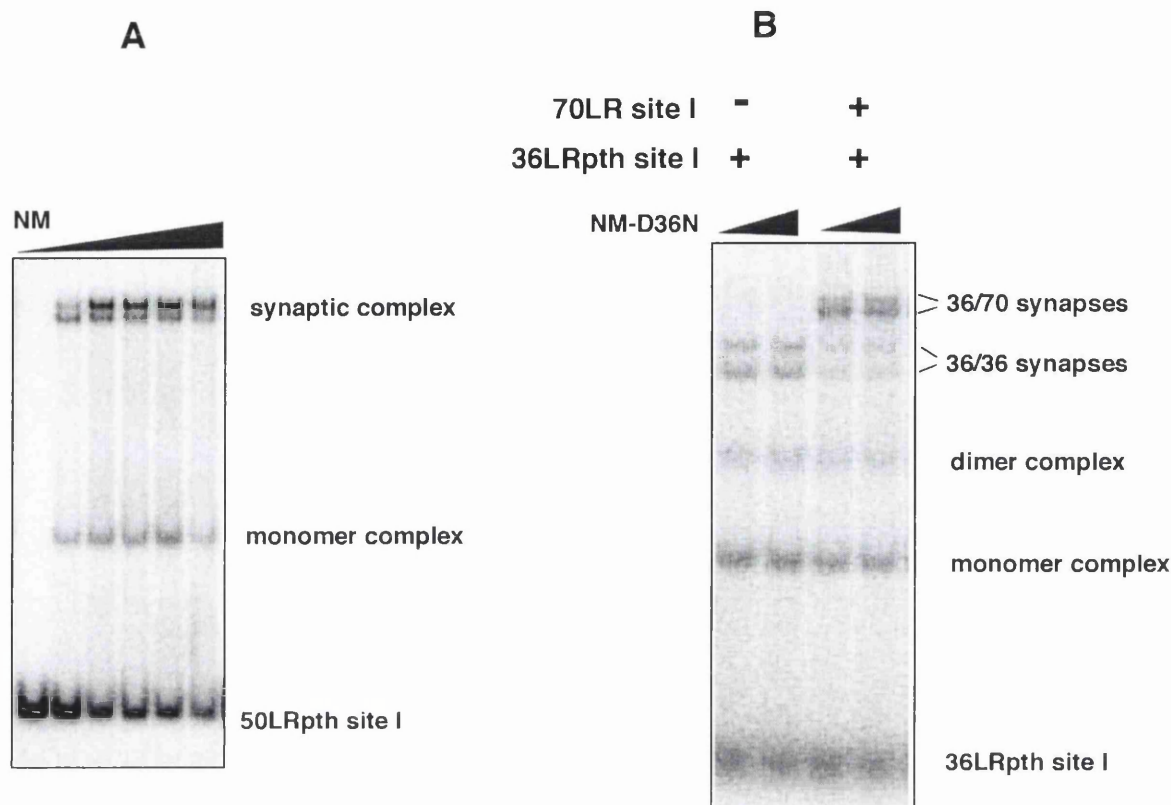 A
NM
synaptic complex
monomer complex
50LRpth site I
B
70LR site I - +
36LRpth site I + +
NM-D36N
36/70 synapses
36/36 synapses
dimer complex
monomer complex
36LRpth site I